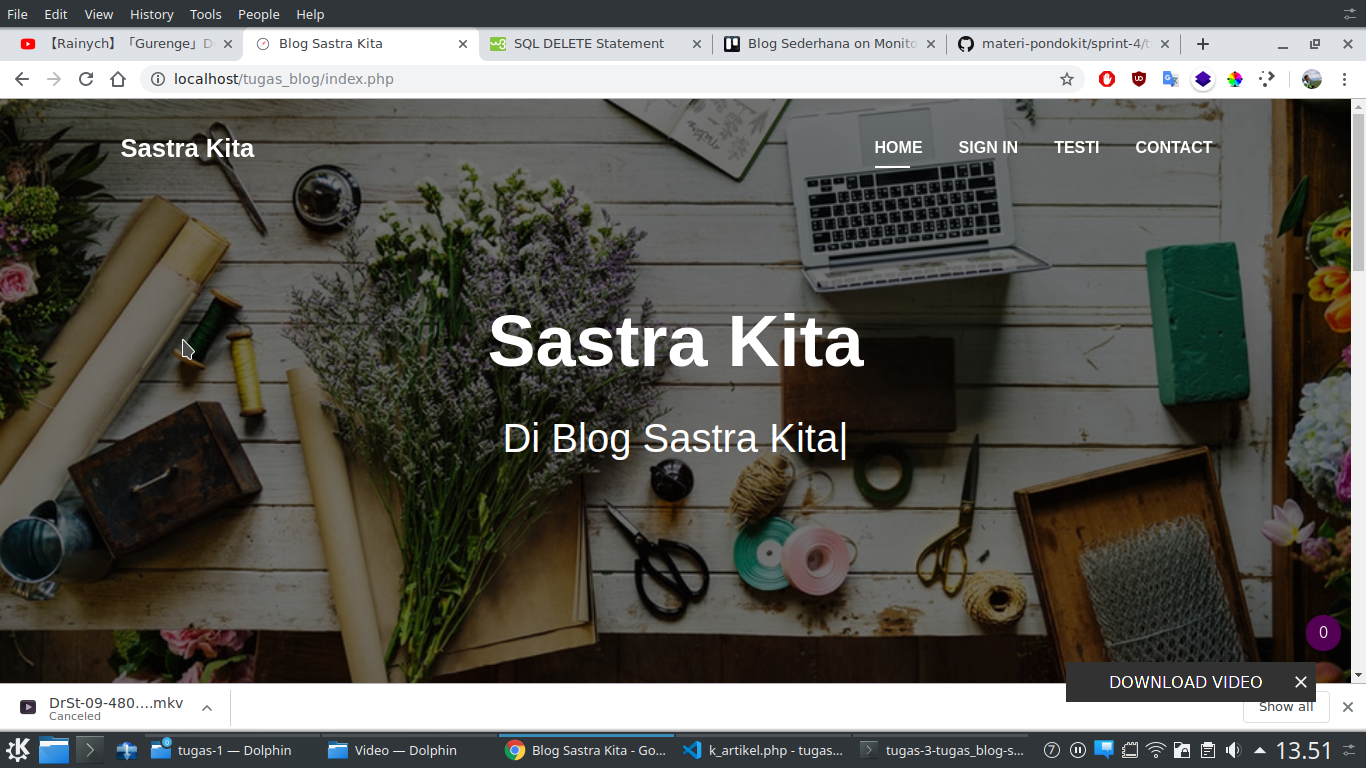 File Edit View History Tools People Help
【Rainych】「Gurenge」D
Blog Sastra Kita
SQL DELETE Statement
Blog Sederhana on Monito
materi-pondokit/sprint-4/t
localhost/tugas_blog/index.php
Sastra Kita
HOME SIGN IN TESTI CONTACT
Sastra Kita
Di Blog Sastra Kita|
0
DOWNLOAD VIDEO
DrSt-09-480....mkv
Canceled
Show all
tugas-1 — Dolphin
Video — Dolphin
Blog Sastra Kita - Go...
k_artikel.php - tugas...
tugas-3-tugas_blog-s...
7
13.51